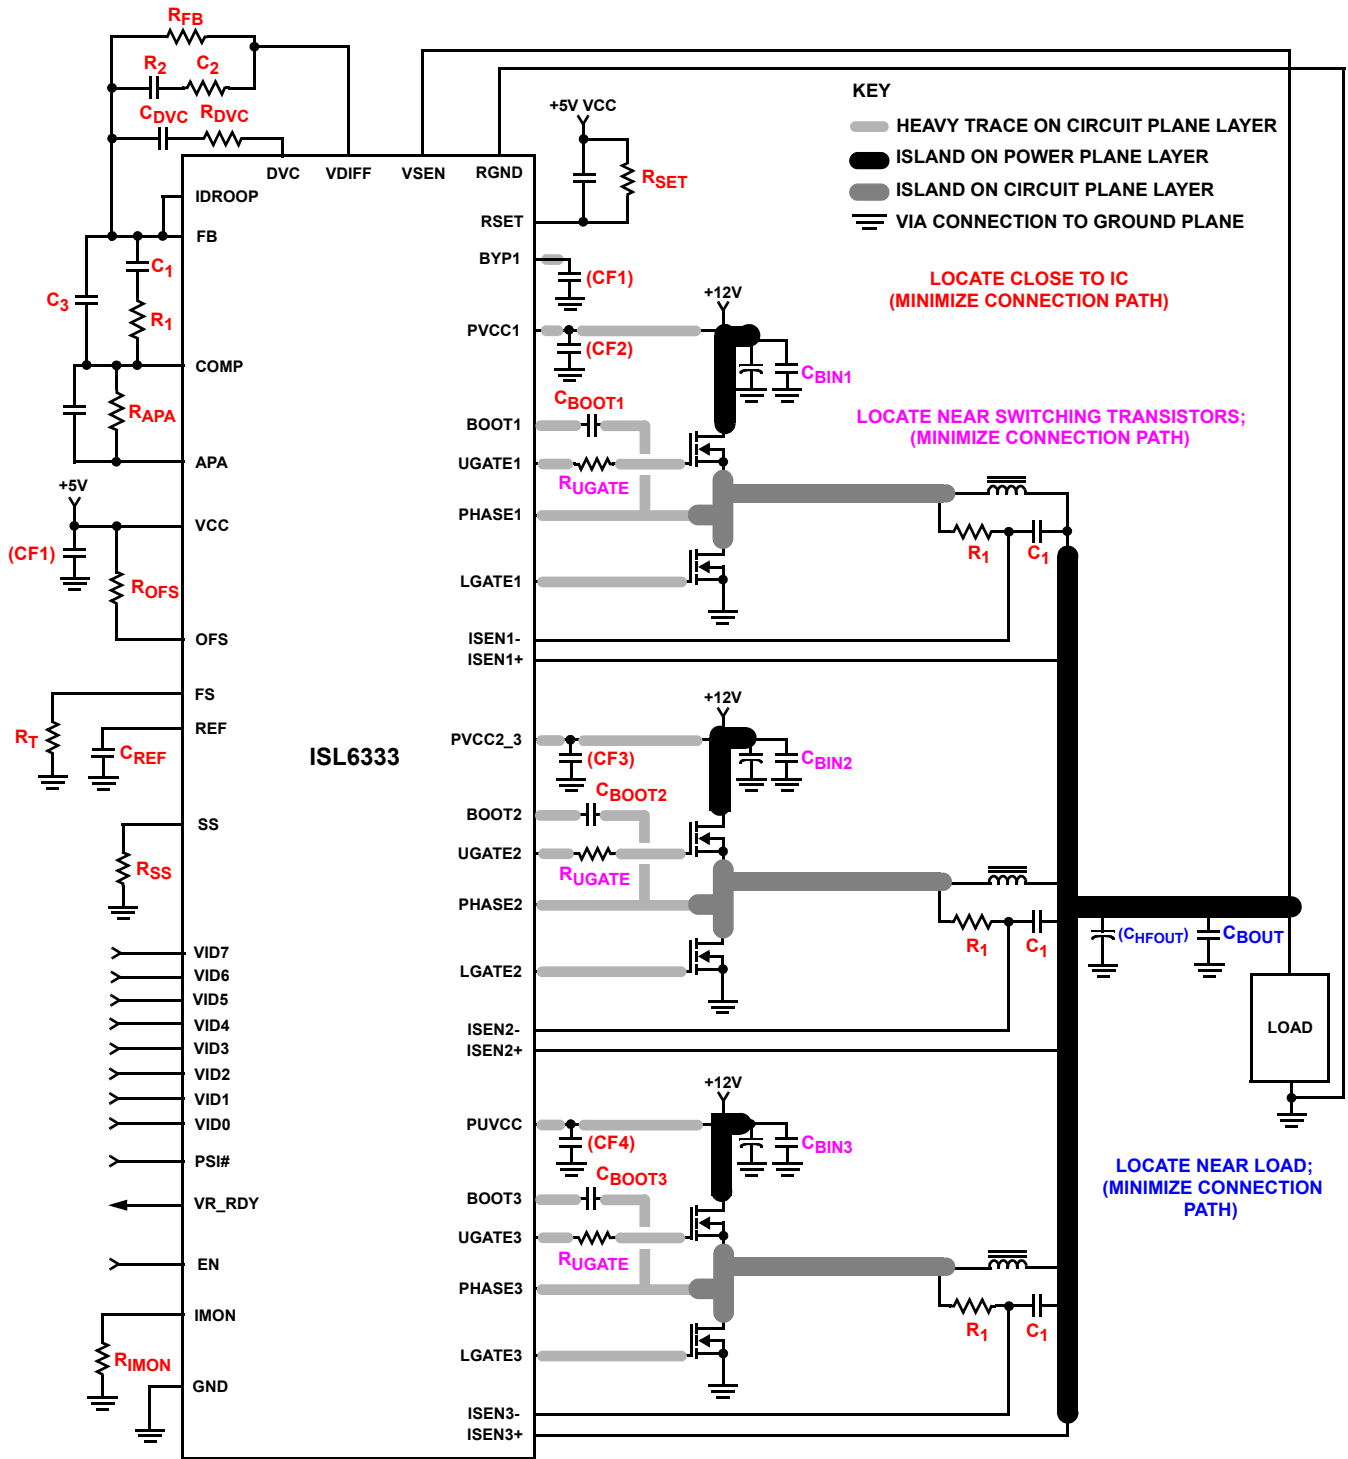 RFB
R2 C2
CDVC RDVC
DVC VDIFF VSEN RGND
IDROOP
FB
C1
C3
R1
COMP
RAPA
APA
+5V
VCC
(CF1)
ROFS
OFS
FS
REF
RT
CREF
SS
RSS
VID7
VID6
VID5
VID4
VID3
VID2
VID1
VID0
PSI#
VR_RDY
EN
IMON
RIMON
GND
ISL6333
+5V VCC
RSET
RSET
BYP1
(CF1)
+12V
PVCC1
(CF2)
CBIN1
CBOOT1
BOOT1
UGATE1
RUGATE
PHASE1
R1 C1
LGATE1
ISEN1-
ISEN1+
+12V
PVCC2_3
(CF3)
CBIN2
CBOOT2
BOOT2
UGATE2
RUGATE
PHASE2
R1 C1
LGATE2
ISEN2-
ISEN2+
+12V
PUVCC
(CF4)
CBIN3
CBOOT3
BOOT3
UGATE3
RUGATE
PHASE3
R1 C1
LGATE3
ISEN3-
ISEN3+
KEY
HEAVY TRACE ON CIRCUIT PLANE LAYER
ISLAND ON POWER PLANE LAYER
ISLAND ON CIRCUIT PLANE LAYER
VIA CONNECTION TO GROUND PLANE
LOCATE CLOSE TO IC
(MINIMIZE CONNECTION PATH)
LOCATE NEAR SWITCHING TRANSISTORS;
(MINIMIZE CONNECTION PATH)
(CHFOUT) CBOUT
LOAD
LOCATE NEAR LOAD;
(MINIMIZE CONNECTION
PATH)